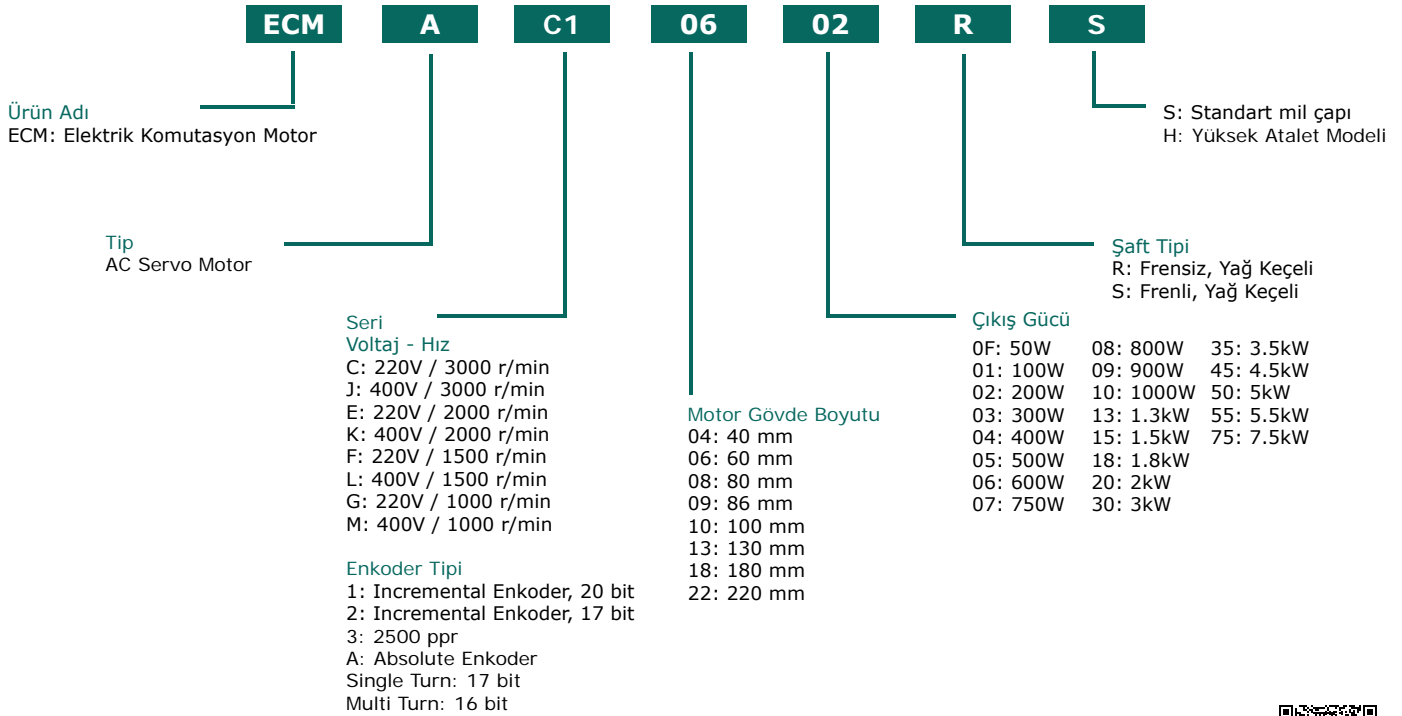 ECM A C1 06 02 R S
Ürün Adı
ECM: Elektrik Komutasyon Motor
S: Standart mil çapı
H: Yüksek Atalet Modeli
Tip
AC Servo Motor
Şaft Tipi
R: Frensiz, Yağ Keçeli
S: Frenli, Yağ Keçeli
Seri
Voltaj - Hız
C: 220V / 3000 r/min
J: 400V / 3000 r/min
E: 220V / 2000 r/min
K: 400V / 2000 r/min
F: 220V / 1500 r/min
L: 400V / 1500 r/min
G: 220V / 1000 r/min
M: 400V / 1000 r/min
Enkoder Tipi
1: Incremental Enkoder, 20 bit
2: Incremental Enkoder, 17 bit
3: 2500 ppr
A: Absolute Enkoder
Single Turn: 17 bit
Multi Turn: 16 bit
Motor Gövde Boyutu
04: 40 mm
06: 60 mm
08: 80 mm
09: 86 mm
10: 100 mm
13: 130 mm
18: 180 mm
22: 220 mm
Çıkış Gücü
0F: 50W 08: 800W 35: 3.5kW
01: 100W 09: 900W 45: 4.5kW
02: 200W 10: 1000W 50: 5kW
03: 300W 13: 1.3kW 55: 5.5kW
04: 400W 15: 1.5kW 75: 7.5kW
05: 500W 18: 1.8kW
06: 600W 20: 2kW
07: 750W 30: 3kW